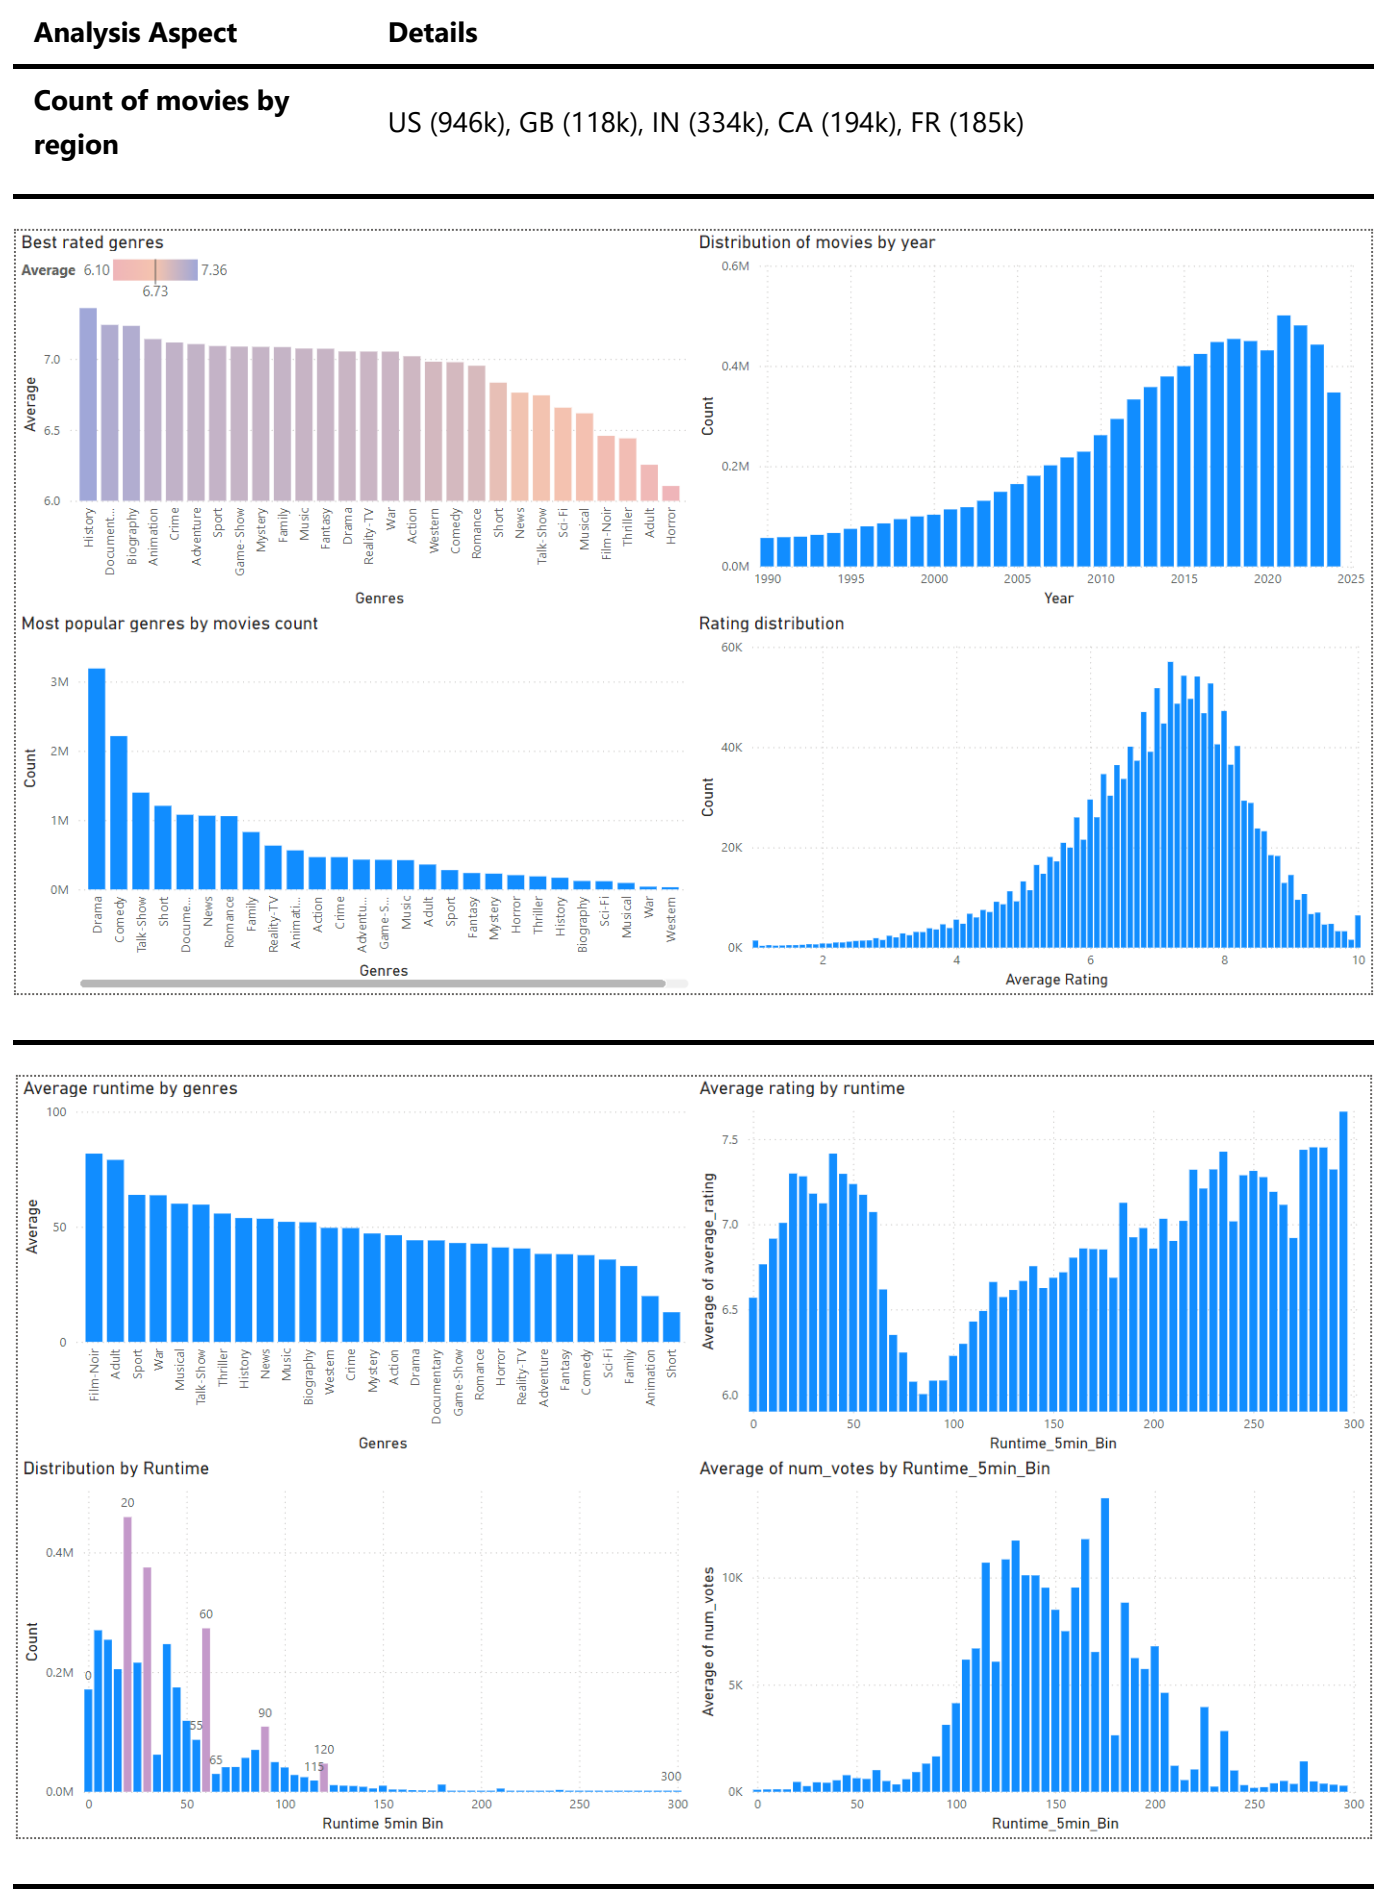 Analysis Aspect Details
Count of movies by
region
US (946k), GB (118k), IN (334k), CA (194k), FR (185k)
Best rated genres
Average 6.10 7.36
6.73
7.0
6.5
6.0
Average
History
Document...
Biography
Animation
Crime
Adventure
Sport
Game-Show
Mystery
Family
Music
Fantasy
Drama
Reality-TV
War
Action
Western
Comedy
Romance
Short
News
Talk-Show
Sci-Fi
Musical
Film-Noir
Thriller
Adult
Horror
Genres
Distribution of movies by year
0.6M
0.4M
0.2M
0.0M
Count
1990 1995 2000 2005 2010 2015 2020 2025
Year
Most popular genres by movies count
3M
2M
1M
0M
Count
Drama
Comedy
Talk-Show
Short
Docume...
News
Romance
Family
Reality-TV
Animati...
Action
Crime
Adventu...
Game-S...
Music
Adult
Sport
Fantasy
Mystery
Horror
Thriller
History
Biography
Sci-Fi
Musical
War
Western
Genres
Rating distribution
60K
40K
20K
0K
Count
2 4 6 8 10
Average Rating
Average runtime by genres
100
50
0
Average
Film-Noir
Adult
Sport
War
Musical
Talk-Show
Thriller
History
News
Music
Biography
Western
Crime
Mystery
Action
Drama
Documentary
Game-Show
Romance
Horror
Reality-TV
Adventure
Fantasy
Comedy
Sci-Fi
Family
Animation
Short
Genres
Average rating by runtime
7.5
7.0
6.5
6.0
Average of average_rating
0 50 100 150 200 250 300
Runtime_5min_Bin
Distribution by Runtime
0.4M
0.2M
0.0M
Count
0
20
55
60
65
90
115
120
300
0 50 100 150 200 250 300
Runtime 5min Bin
Average of num_votes by Runtime_5min_Bin
10K
5K
0K
Average of num_votes
0 50 100 150 200 250 300
Runtime_5min_Bin